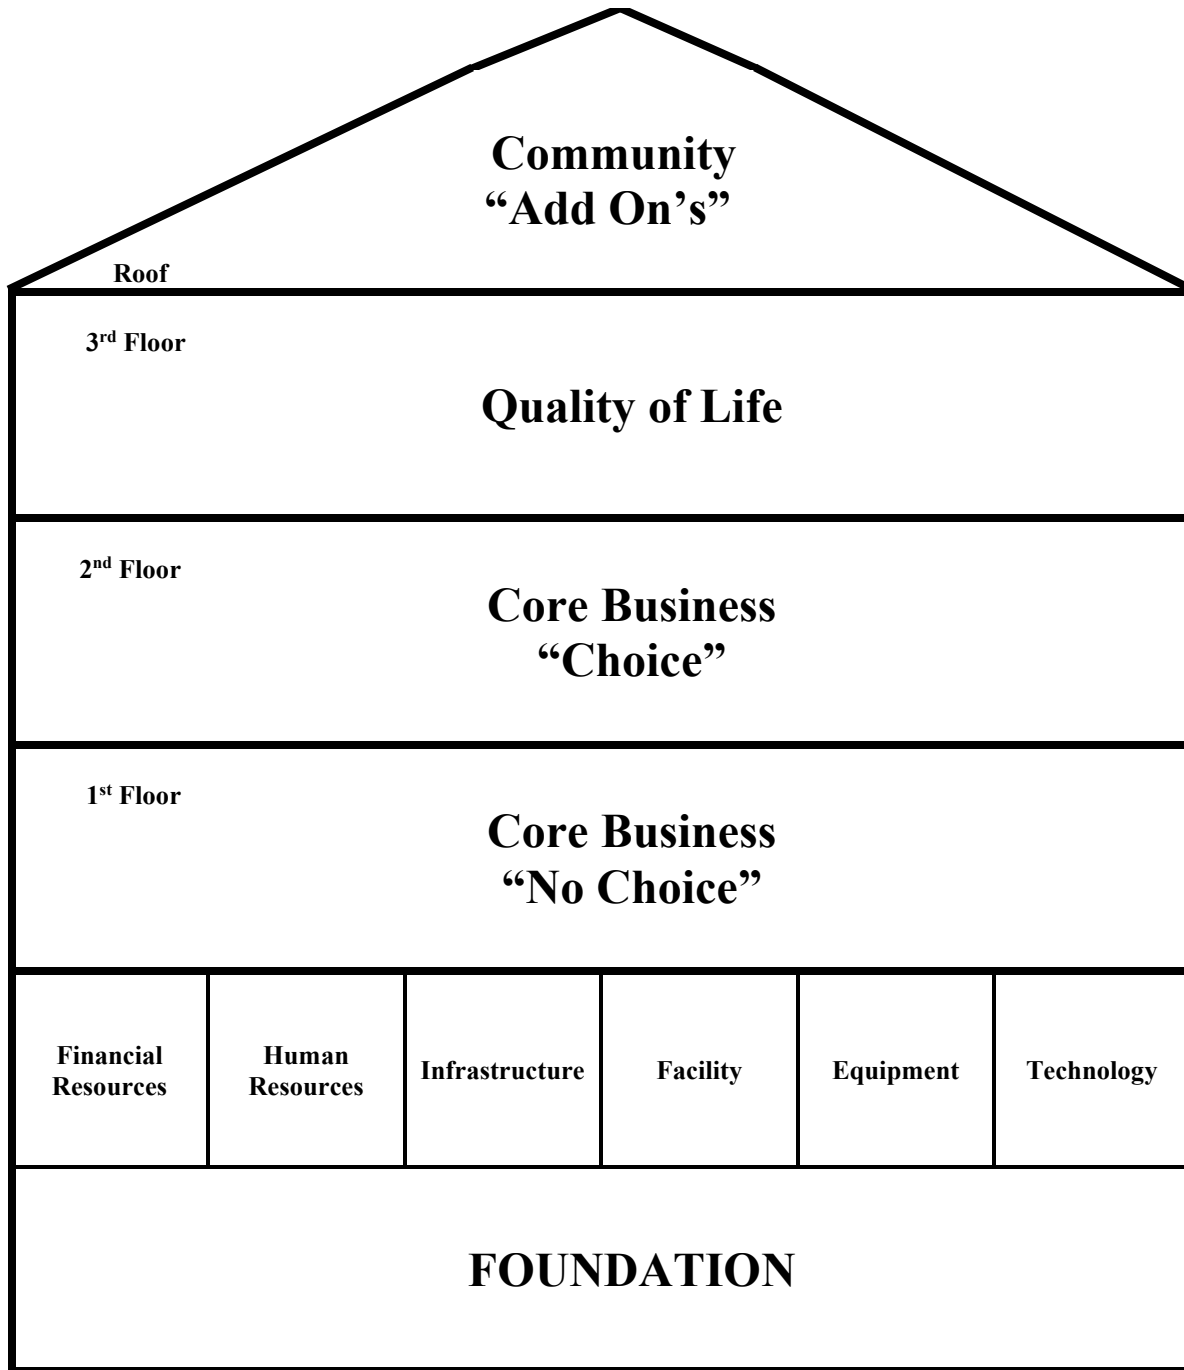 Community
“Add On’s”
Roof
3rd Floor
Quality of Life
2nd Floor
Core Business
“Choice”
1st Floor
Core Business
“No Choice”
Financial
Resources
Human
Resources
Infrastructure
Facility
Equipment
Technology
FOUNDATION